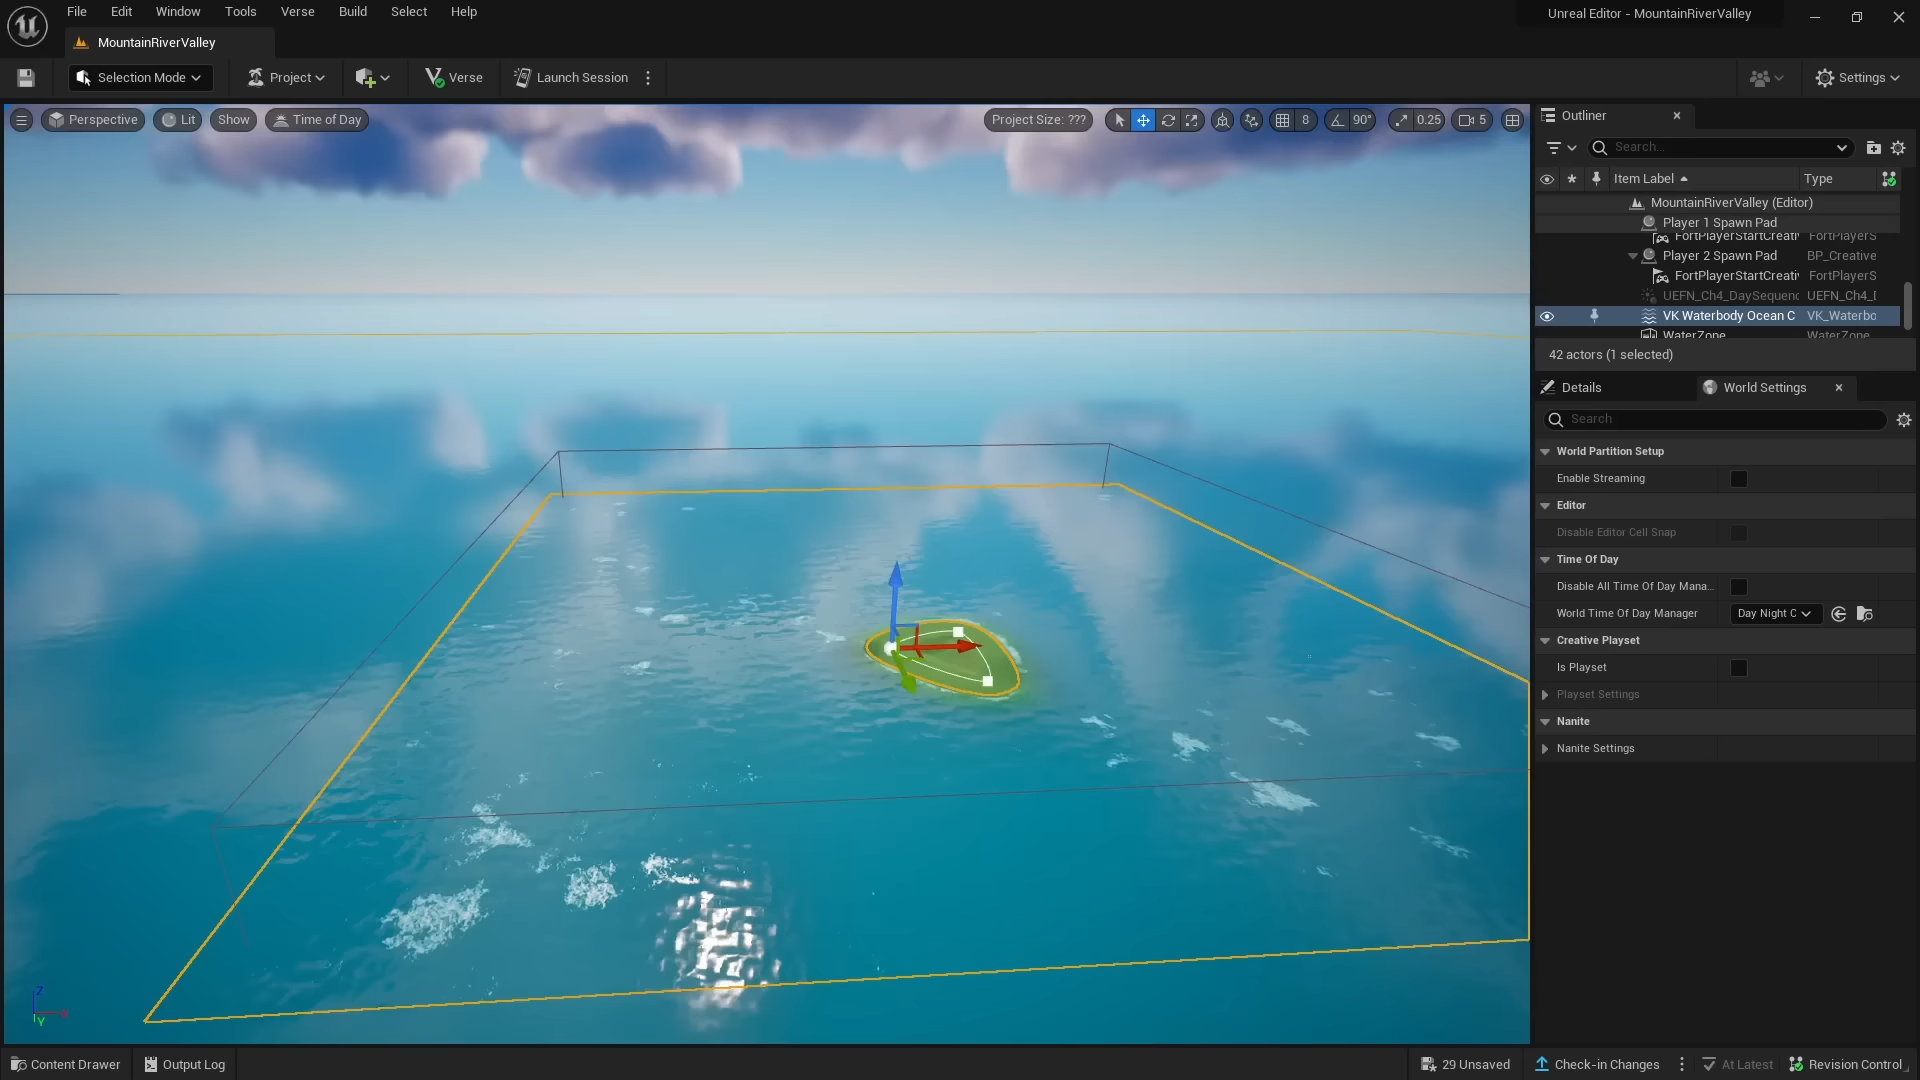 File Edit Window Tools Verse Build Select Help
Unreal Editor - MountainRiverValley
MountainRiverValley
Selection Mode
Project
Verse
Launch Session
Settings
Perspective
Lit
Show
Time of Day
Project Size: ???
8
90°
0.25
5
Outliner
Search...
Item Label
Type
MountainRiverValley (Editor)
Player 1 Spawn Pad
FortPlayerStartCreati FortPlayerS
Player 2 Spawn Pad BP_Creative
FortPlayerStartCreati FortPlayerS
UEFN_Ch4_DaySequenc UEFN_Ch4_D
VK Waterbody Ocean C VK_Waterbo
WaterZone WaterZone
42 actors (1 selected)
Details
World Settings
Search
World Partition Setup
Enable Streaming
Editor
Disable Editor Cell Snap
Time Of Day
Disable All Time Of Day Mana...
World Time Of Day Manager
Day Night C
Creative Playset
Is Playset
Playset Settings
Nanite
Nanite Settings
Z
X
Y
Content Drawer
Output Log
29 Unsaved
Check-in Changes
At Latest
Revision Control